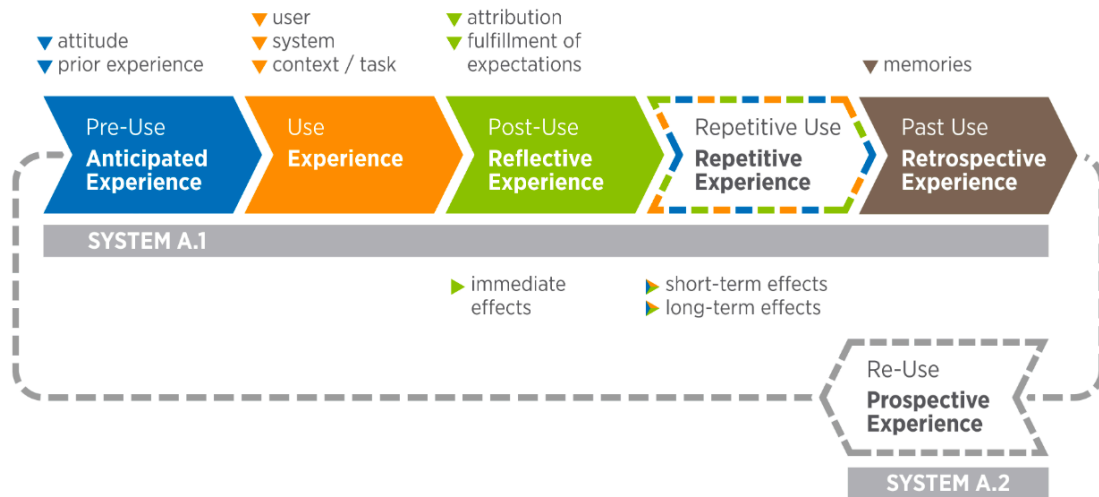 attitude
prior experience
user
system
context / task
attribution
fulfillment of
expectations
memories
Pre-Use
Anticipated
Experience
Use
Experience
Post-Use
Reflective
Experience
Repetitive Use
Repetitive
Experience
Past Use
Retrospective
Experience
SYSTEM A.1
immediate
effects
short-term effects
long-term effects
Re-Use
Prospective
Experience
SYSTEM A.2